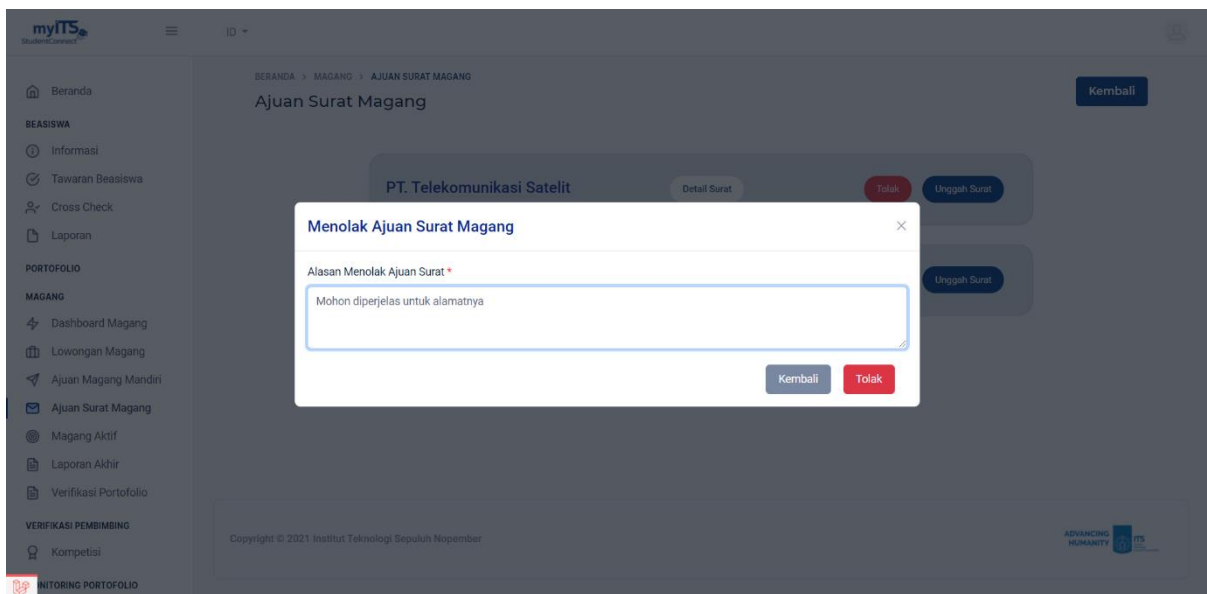 myITS
StudentConnect
ID
Beranda
BEASISWA
Informasi
Tawaran Beasiswa
Cross Check
Laporan
PORTOFOLIO
MAGANG
Dashboard Magang
Lowongan Magang
Ajuan Magang Mandiri
Ajuan Surat Magang
Magang Aktif
Laporan Akhir
Verifikasi Portofolio
VERIFIKASI PEMBIMBING
Kompetisi
NITORING PORTOFOLIO
BERANDA > MAGANG > AJUAN SURAT MAGANG
Ajuan Surat Magang
Kembali
PT. Telekomunikasi Satelit
Detail Surat
Tolak
Unggah Surat
Menolak Ajuan Surat Magang
Alasan Menolak Ajuan Surat *
Mohon diperjelas untuk alamatnya
Kembali
Tolak
Unggah Surat
Copyright © 2021 Institut Teknologi Sepuluh Nopember
ADVANCING
HUMANITY
ITS